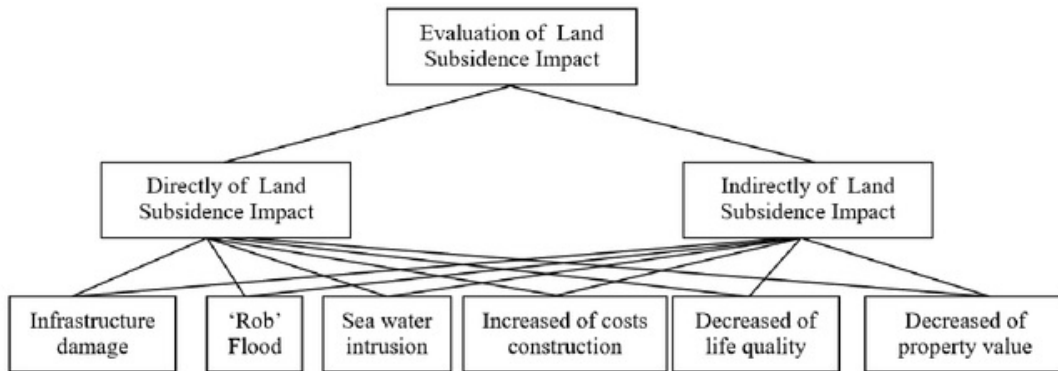 Evaluation of Land
Subsidence Impact
Directly of Land
Subsidence Impact
Indirectly of Land
Subsidence Impact
Infrastructure
damage
‘Rob’
Flood
Sea water
intrusion
Increased of costs
construction
Decreased of
life quality
Decreased of
property value